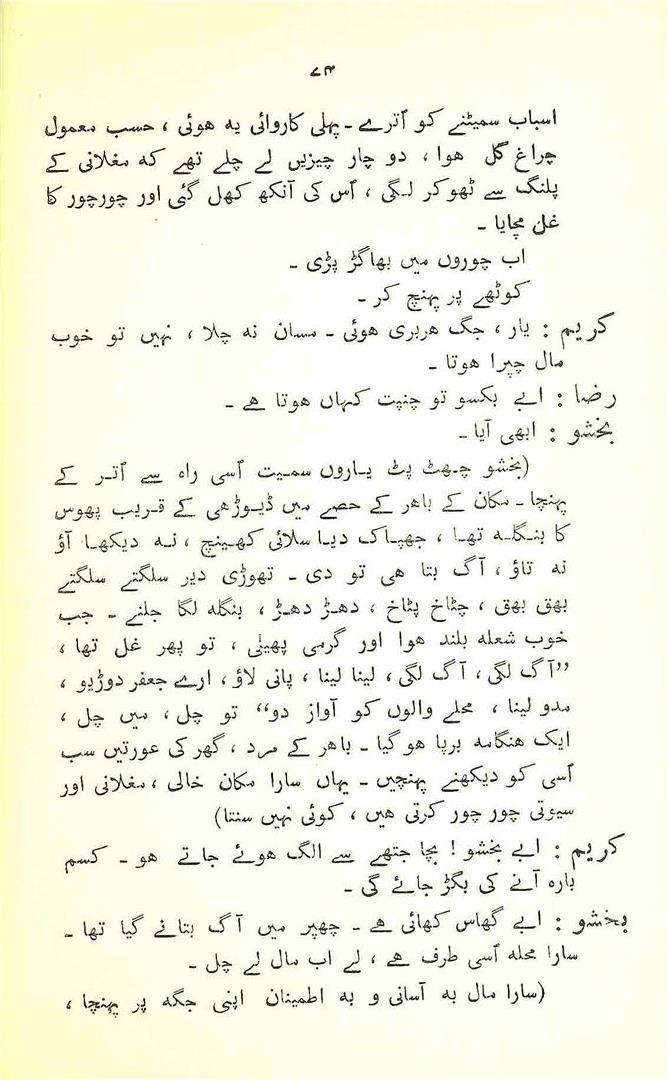 ۷۴
اسباب سمیٹنے کو اُترے ۔ پہلی کاروائی یہ ہوئی ، حسب معمول
چراغ گُل ہوا ، دو چار چیزیں لے چلے تھے کہ مغلانی کے
پلنگ سے ٹھوکر لگی ، اُس کی آنکھ کھل گئی اور چور چور کا
غل مچایا ۔
اب چوروں میں بھاگڑ پڑی ۔
کوٹھے پر پہنچ کر ۔
کریم : یار ، جگ ہربری ہوئی ۔ مسان نہ چلا ، نہیں تو خوب
مال چیرا ہوتا ۔
رضا : ابے بکسو تو چنپت کہاں ہوتا ہے ۔
بخشو : ابھی آیا ۔
(بخشو چھٹ پٹ یاروں سمیت اُسی راہ سے اُتر کے
پہنچا ۔ مکان کے باہر کے حصے میں ڈیوڑھی کے قریب پھوس
کا بنگلہ تھا ، جھپاک دیا سلائی کھینچ ، نہ دیکھا آؤ
نہ تاؤ ، آگ بتا ہی تو دی ۔ تھوڑی دیر سلگتے سلگتے
بھق بھق ، چٹاخ پٹاخ ، دھڑ دھڑ ، بنگلہ لگا جلنے ۔ جب
خوب شعلہ بلند ہوا اور گرمی پھیلی ، تو پھر غل تھا ،
”آگ لگی ، آگ لگی ، لینا لینا ، پانی لاؤ ، ارے جعفر دوڑیو ،
مدو لینا ، محلے والوں کو آواز دو“ تو چل ، میں چل ،
ایک ہنگامہ برپا ہو گیا ۔ باہر کے مرد ، گھر کی عورتیں سب
اُسی کو دیکھنے پہنچیں ۔ یہاں سارا مکان خالی ، مغلانی اور
سیوتی چور چور کرتی ہیں ، کوئی نہیں سنتا)
کریم : ابے بخشو ! بچا جتھے سے الگ ہوئے جاتے ہو ۔ کسم
بارہ آنے کی بگڑ جائے گی ۔
بخشو : ابے گھاس کھائی ہے ۔ چھپر میں آگ بتانے گیا تھا ۔
سارا محلہ اُسی طرف ہے ، لے اب مال لے چل ۔
(سارا مال بہ آسانی و بہ اطمینان اپنی جگہ پر پہنچا ،